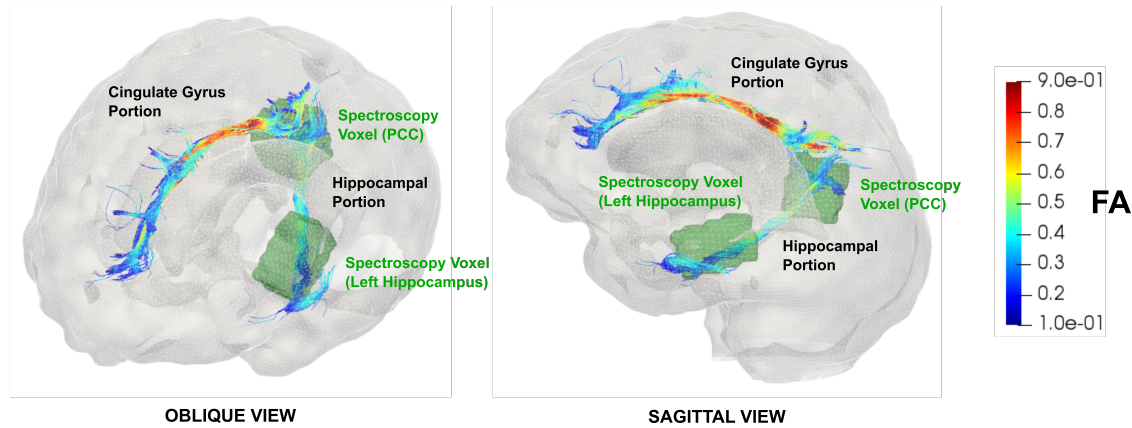 Cingulate Gyrus
Portion
Spectroscopy
Voxel (PCC)
Hippocampal
Portion
Spectroscopy Voxel
(Left Hippocampus)
OBLIQUE VIEW
Cingulate Gyrus
Portion
Spectroscopy Voxel
(Left Hippocampus)
Spectroscopy
Voxel (PCC)
Hippocampal
Portion
SAGITTAL VIEW
9.0e-01
0.8
0.7
0.6
0.5
0.4
0.3
0.2
1.0e-01
FA